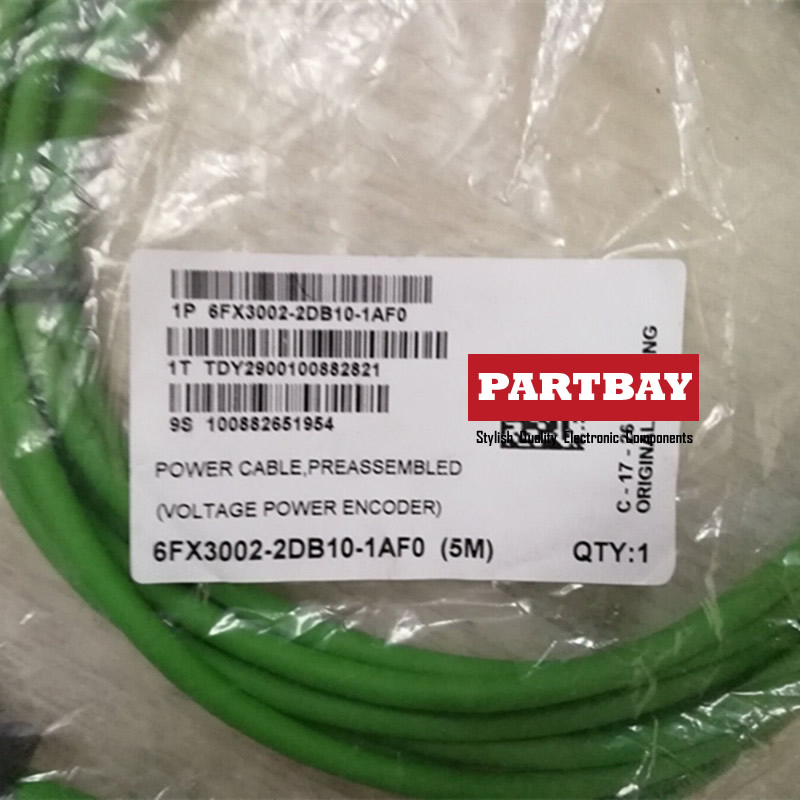 1P 6FX3002-2DB10-1AF0
1T TDY2900100882821
9S 100882651954
PARTBAY
Stylish Quality Electronic Components
POWER CABLE,PREASSEMBLED
(VOLTAGE POWER ENCODER)
6FX3002-2DB10-1AF0 (5M)
QTY:1
C - 17 -
ORIGINAL